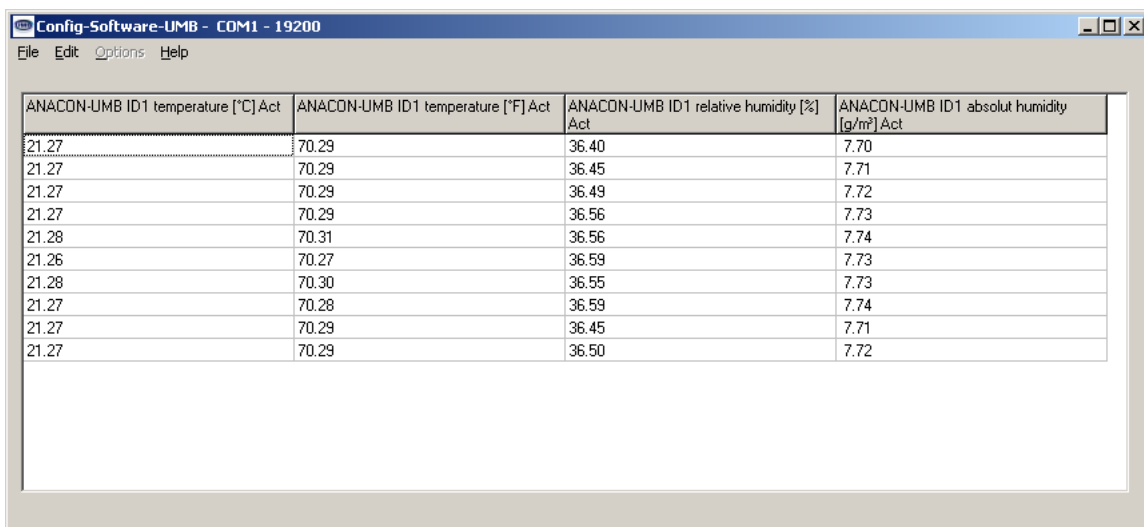 Config-Software-UMB - COM1 - 19200
File Edit Options Help
ANACON-UMB ID1 temperature [°C] Act ANACON-UMB ID1 temperature [°F] Act ANACON-UMB ID1 relative humidity [%] Act ANACON-UMB ID1 absolut humidity [g/m³] Act
21.27 70.29 36.40 7.70
21.27 70.29 36.45 7.71
21.27 70.29 36.49 7.72
21.27 70.29 36.56 7.73
21.28 70.31 36.56 7.74
21.26 70.27 36.59 7.73
21.28 70.30 36.55 7.73
21.27 70.28 36.59 7.74
21.27 70.29 36.45 7.71
21.27 70.29 36.50 7.72